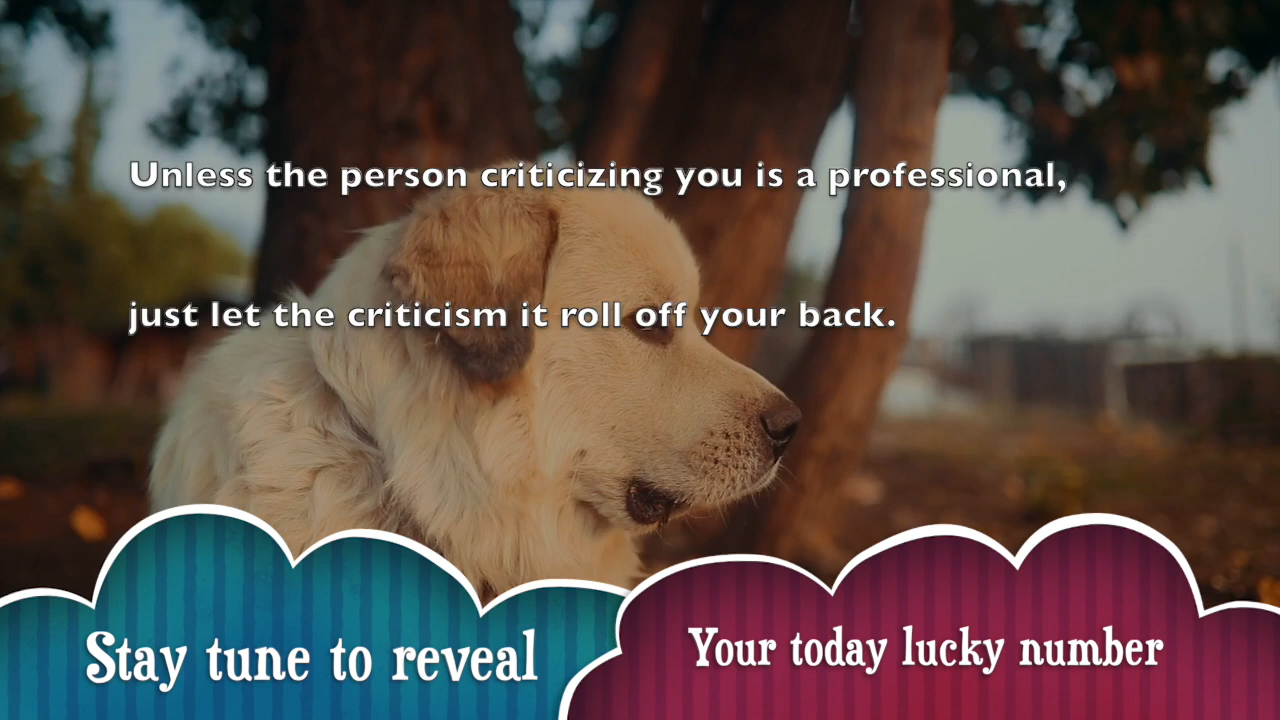 Unless the person criticizing you is a professional,
just let the criticism it roll off your back.
Stay tune to reveal
Your today lucky number